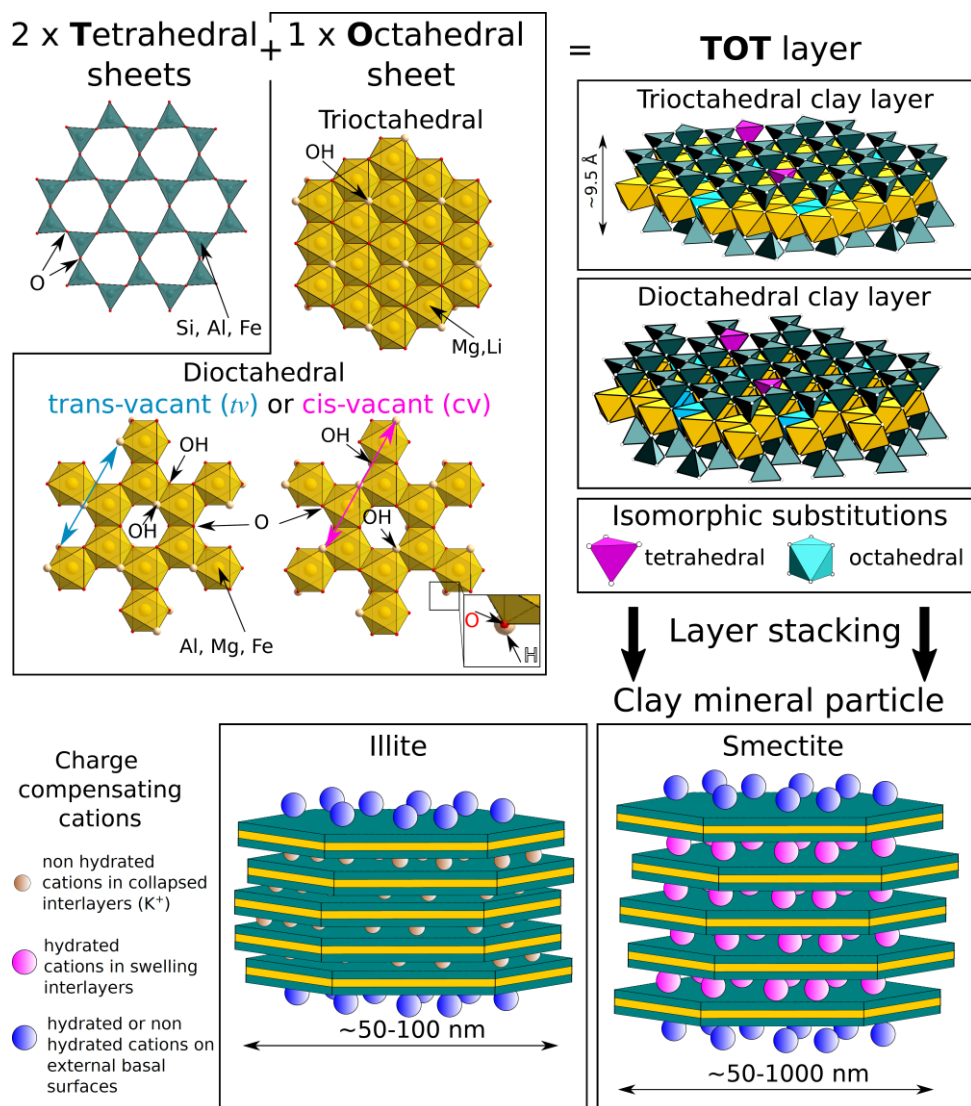 2 x Tetrahedral
sheets
+
1 x Octahedral
sheet
=
TOT layer
Trioctahedral
OH
Mg,Li
O
Si, Al, Fe
Dioctahedral
trans-vacant (tv) or cis-vacant (cv)
OH
OH
O
Al, Mg, Fe
OH
OH
O
H
Trioctahedral clay layer
~9.5 Å
Dioctahedral clay layer
Isomorphic substitutions
tetrahedral
octahedral
Layer stacking
Clay mineral particle
Charge
compensating
cations
non hydrated
cations in collapsed
interlayers (K⁺)
hydrated
cations in swelling
interlayers
hydrated or non
hydrated cations on
external basal
surfaces
Illite
~50-100 nm
Smectite
~50-1000 nm